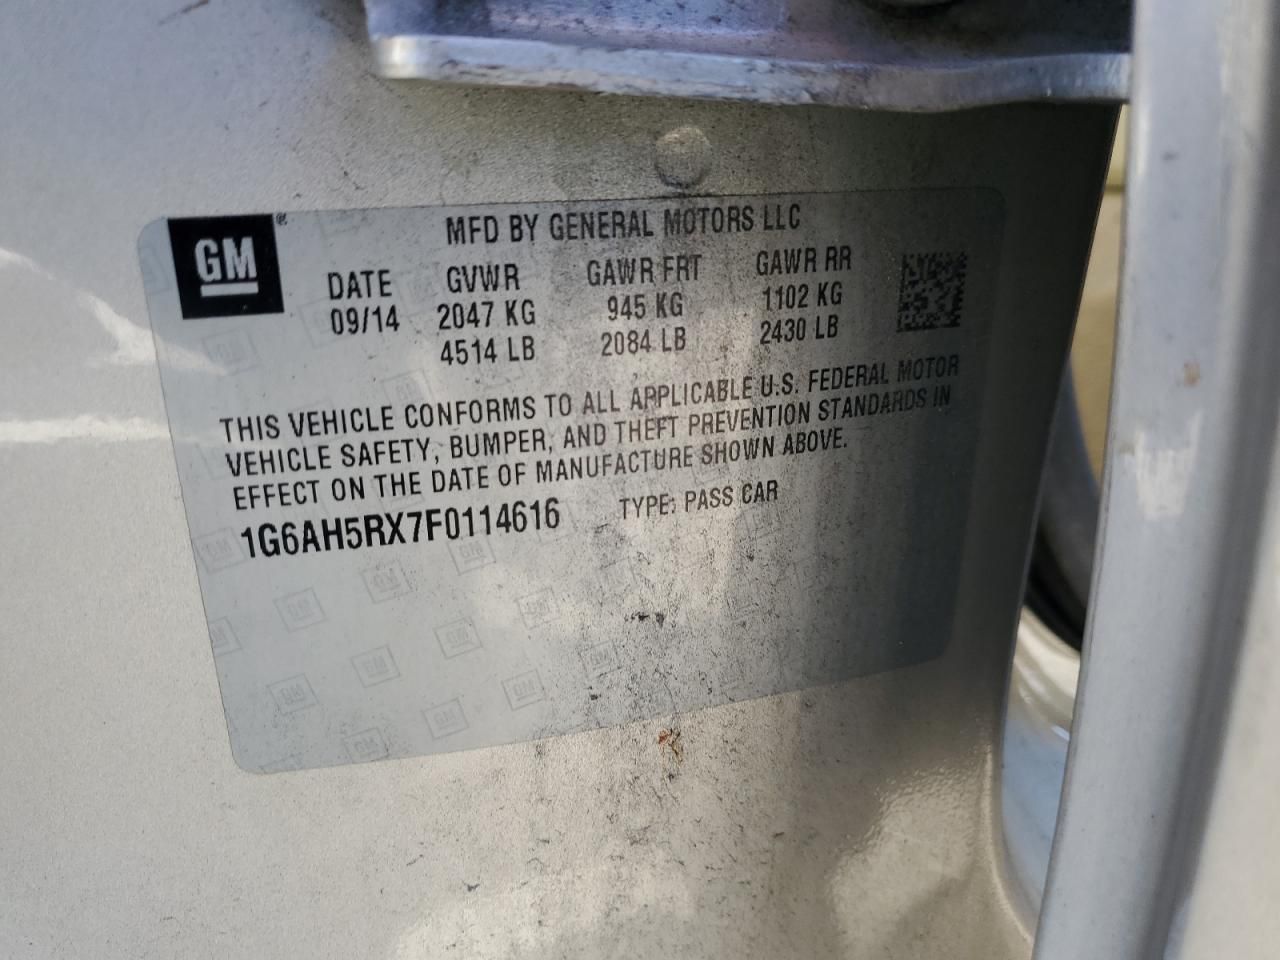 GM ®
MFD BY GENERAL MOTORS LLC
DATE GVWR GAWR FRT GAWR RR
09/14 2047 KG 945 KG 1102 KG
4514 LB 2084 LB 2430 LB
THIS VEHICLE CONFORMS TO ALL APPLICABLE U.S. FEDERAL MOTOR
VEHICLE SAFETY, BUMPER, AND THEFT PREVENTION STANDARDS IN
EFFECT ON THE DATE OF MANUFACTURE SHOWN ABOVE.
1G6AH5RX7F0114616 TYPE: PASS CAR